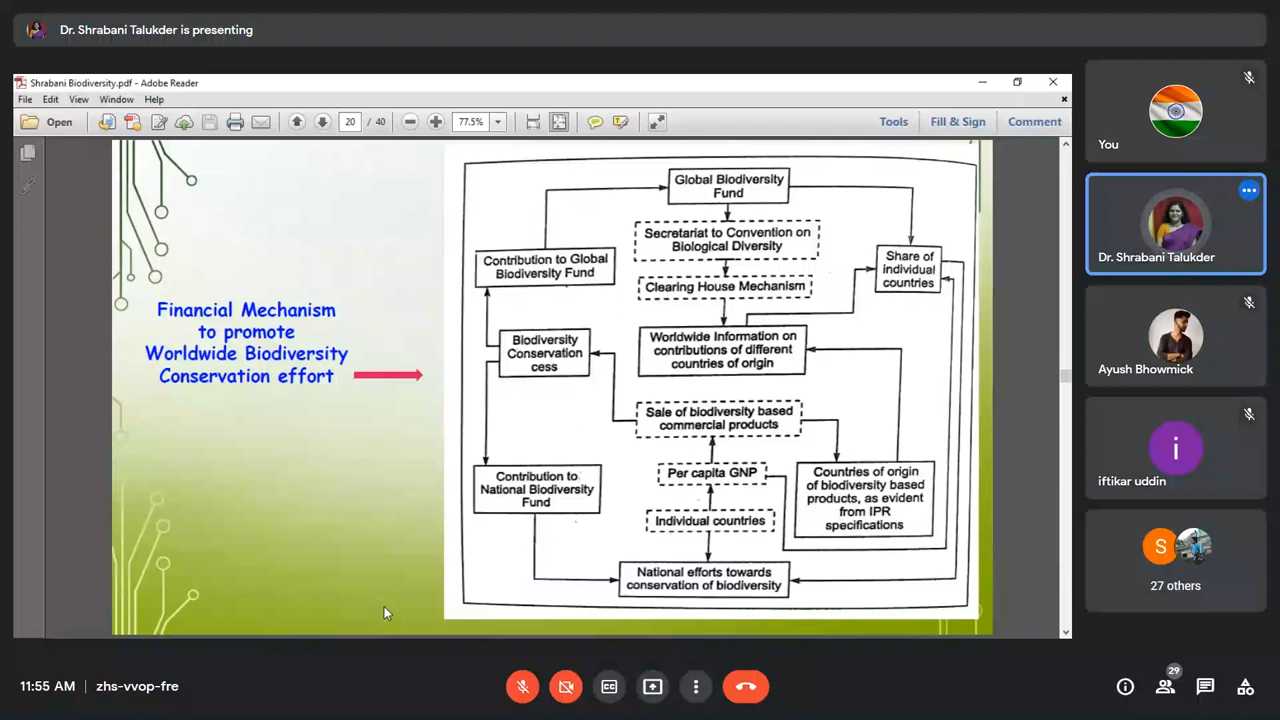 Dr. Shrabani Talukder is presenting
Shrabani Biodiversity.pdf - Adobe Reader
File Edit View Window Help
Open
20 / 40
77.5%
Tools
Fill & Sign
Comment
Financial Mechanism
to promote
Worldwide Biodiversity
Conservation effort
Global Biodiversity
Fund
Secretariat to Convention on
Biological Diversity
Contribution to Global
Biodiversity Fund
Share of
individual
countries
Clearing House Mechanism
Biodiversity
Conservation
cess
Worldwide Information on
contributions of different
countries of origin
Sale of biodiversity based
commercial products
Contribution to
National Biodiversity
Fund
Per capita GNP
Countries of origin
of biodiversity based
products, as evident
from IPR
specifications
Individual countries
National efforts towards
conservation of biodiversity
You
Dr. Shrabani Talukder
Ayush Bhowmick
i
iftikar uddin
S
27 others
11:55 AM | zhs-vvop-fre
CC
29